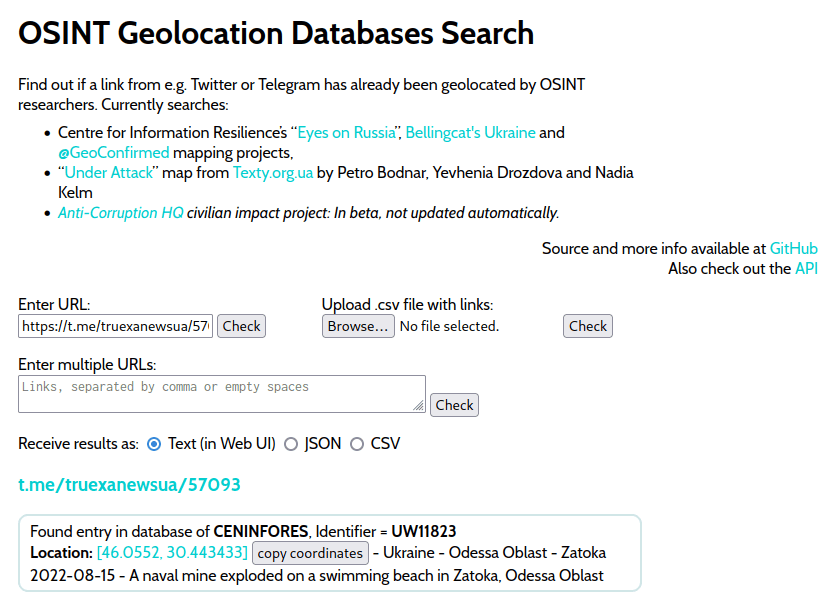 OSINT Geolocation Databases Search
Find out if a link from e.g. Twitter or Telegram has already been geolocated by OSINT
researchers. Currently searches:
• Centre for Information Resilience's “Eyes on Russia”, Bellingcat's Ukraine and
@GeoConfirmed mapping projects,
• “Under Attack” map from Texty.org.ua by Petro Bodnar, Yevhenia Drozdova and Nadia
Kelm
• Anti-Corruption HQ civilian impact project: In beta, not updated automatically.
Source and more info available at GitHub
Also check out the API
Enter URL:
https://t.me/truexanewsua/570 Check
Upload .csv file with links:
Browse... No file selected. Check
Enter multiple URLs:
Links, separated by comma or empty spaces
Check
Receive results as: Text (in Web UI) JSON CSV
t.me/truexanewsua/57093
Found entry in database of CENINFORES, Identifier = UW11823
Location: [46.0552, 30.443433] copy coordinates - Ukraine - Odessa Oblast - Zatoka
2022-08-15 - A naval mine exploded on a swimming beach in Zatoka, Odessa Oblast